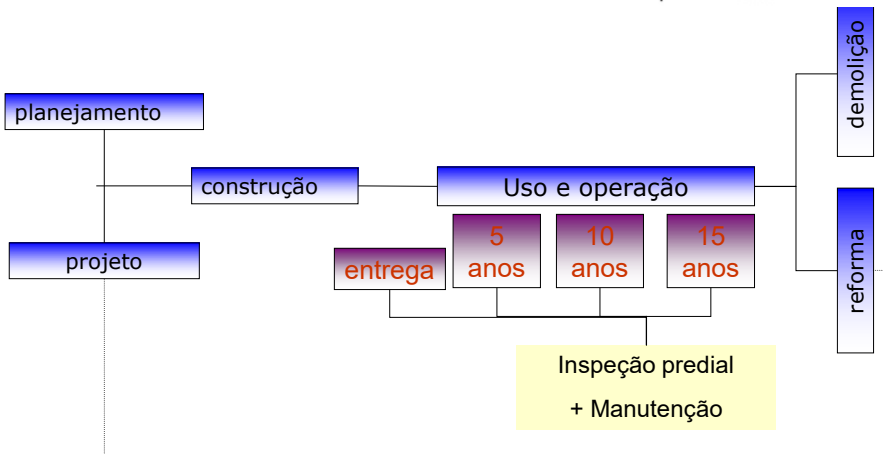 demolição
planejamento
construção
Uso e operação
projeto
entrega
5
anos
10
anos
15
anos
reforma
Inspeção predial
+ Manutenção